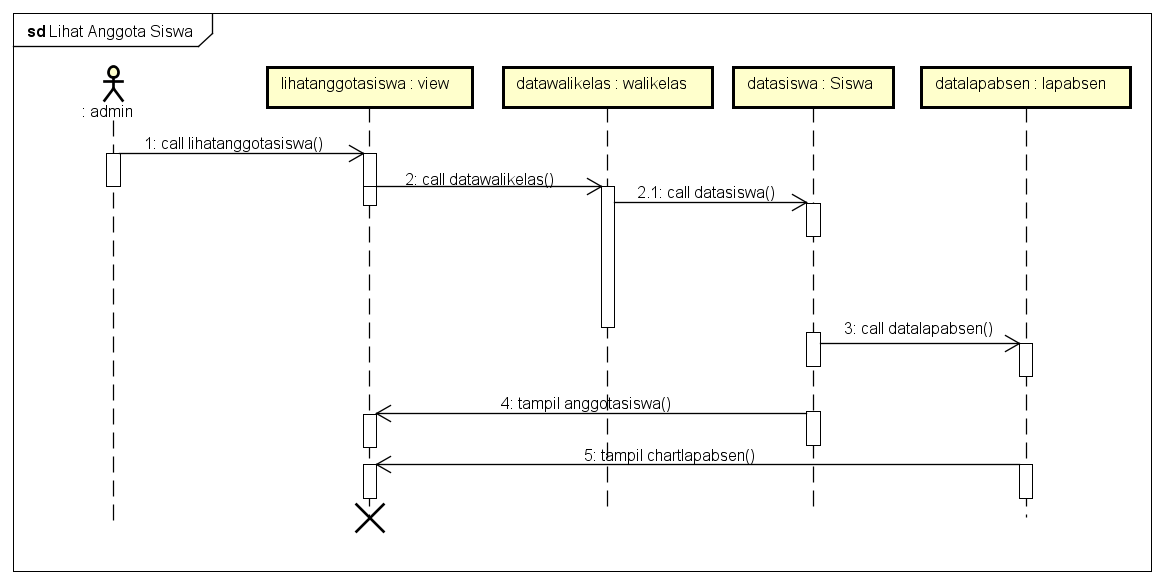 sd Lihat Anggota Siswa
: admin
lihatanggotasiswa : view
datawalikelas : walikelas
datasiswa : Siswa
datalapabsen : lapabsen
1: call lihatanggotasiswa()
2: call datawalikelas()
2.1: call datasiswa()
3: call datalapabsen()
4: tampil anggotasiswa()
5: tampil chartlapabsen()